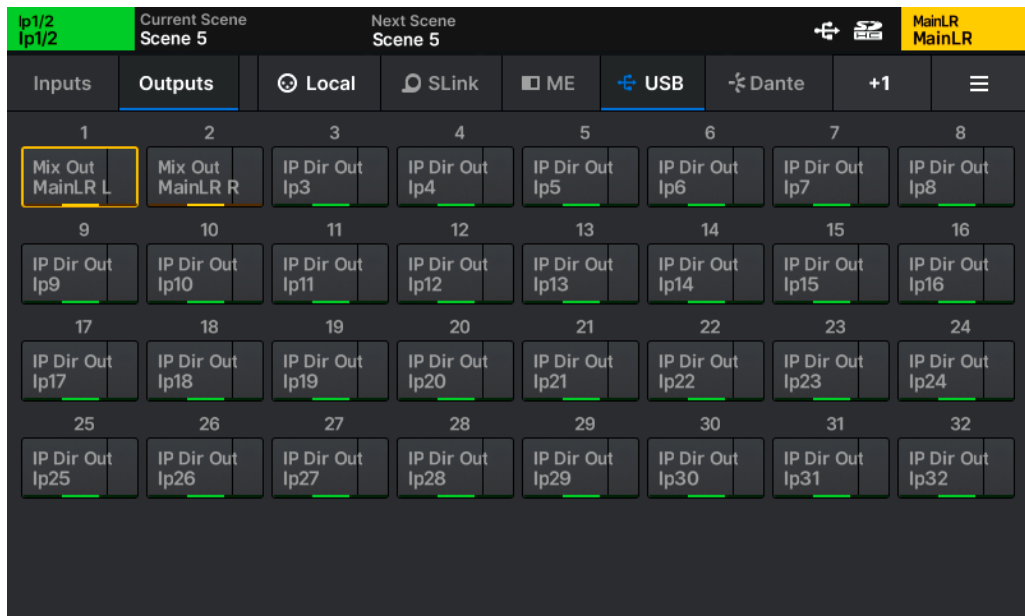 Ip1/2
Ip1/2
Current Scene
Scene 5
Next Scene
Scene 5
MainLR
MainLR
Inputs
Outputs
Local
SLink
ME
USB
Dante
+1
1 2 3 4 5 6 7 8
Mix Out Mix Out IP Dir Out IP Dir Out IP Dir Out IP Dir Out IP Dir Out IP Dir Out
MainLR L MainLR R Ip3 Ip4 Ip5 Ip6 Ip7 Ip8
9 10 11 12 13 14 15 16
IP Dir Out IP Dir Out IP Dir Out IP Dir Out IP Dir Out IP Dir Out IP Dir Out IP Dir Out
Ip9 Ip10 Ip11 Ip12 Ip13 Ip14 Ip15 Ip16
17 18 19 20 21 22 23 24
IP Dir Out IP Dir Out IP Dir Out IP Dir Out IP Dir Out IP Dir Out IP Dir Out IP Dir Out
Ip17 Ip18 Ip19 Ip20 Ip21 Ip22 Ip23 Ip24
25 26 27 28 29 30 31 32
IP Dir Out IP Dir Out IP Dir Out IP Dir Out IP Dir Out IP Dir Out IP Dir Out IP Dir Out
Ip25 Ip26 Ip27 Ip28 Ip29 Ip30 Ip31 Ip32